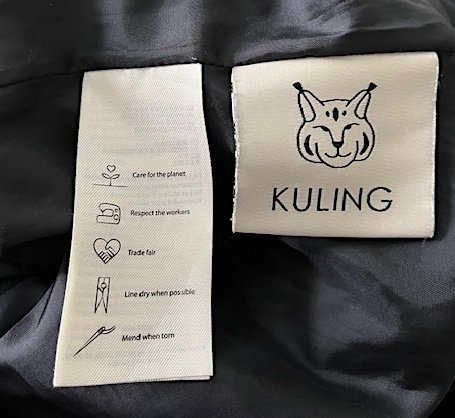 Care for the planet
Respect the workers
Trade fair
Line dry when possible
Mend when torn
KULING